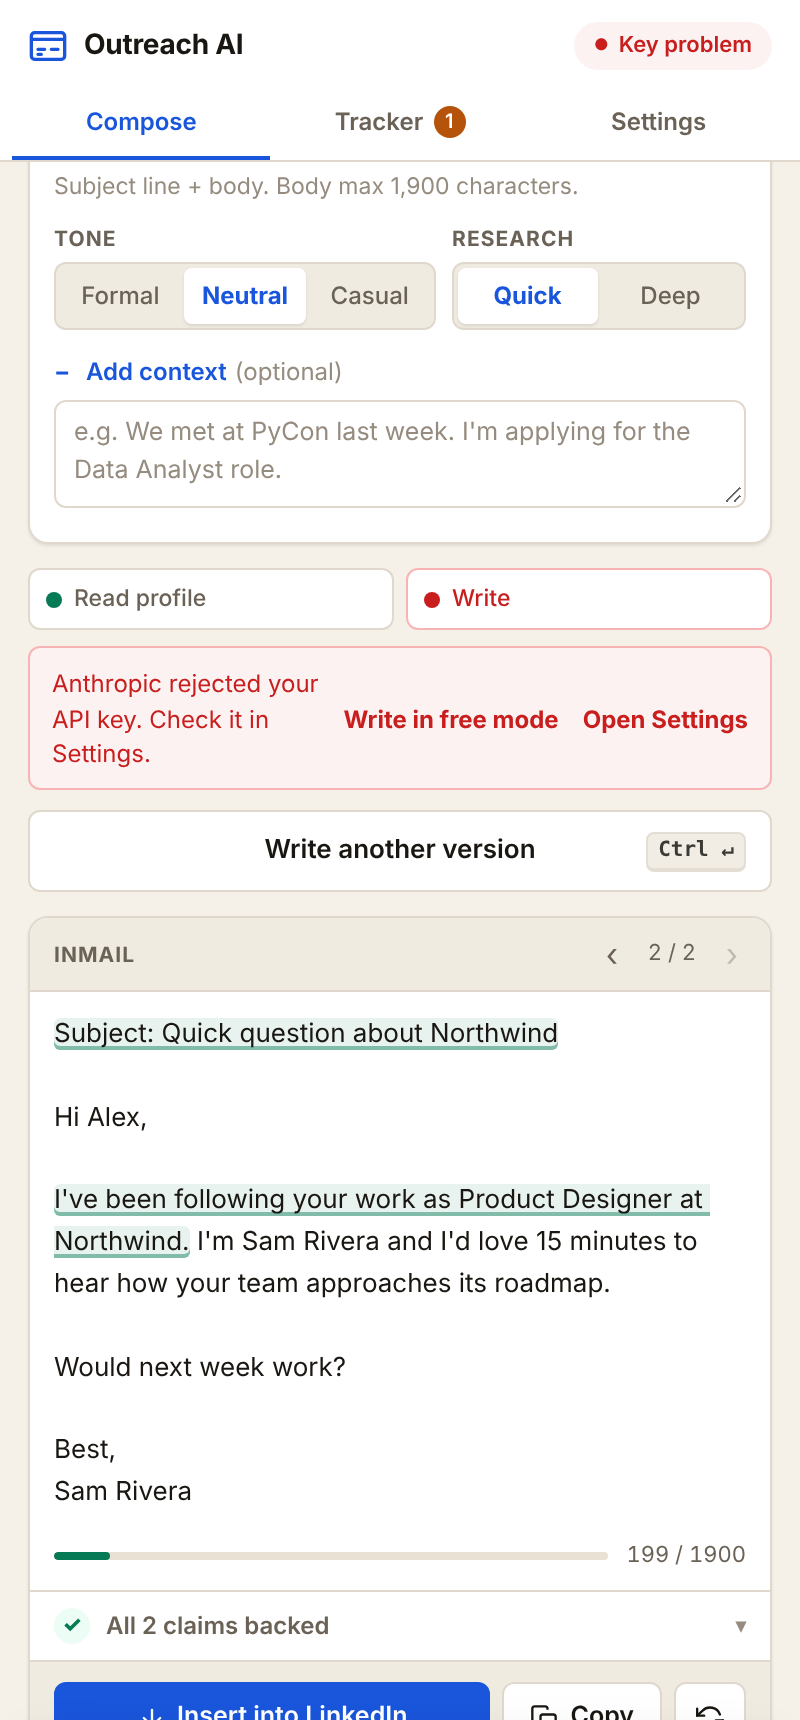 Outreach AI
Key problem
Compose
Tracker 1
Settings
Subject line + body. Body max 1,900 characters.
TONE
RESEARCH
Formal Neutral Casual
Quick Deep
– Add context (optional)
e.g. We met at PyCon last week. I'm applying for the
Data Analyst role.
Read profile
Write
Anthropic rejected your
API key. Check it in
Settings.
Write in free mode
Open Settings
Write another version
Ctrl ↵
INMAIL
‹ 2 / 2 ›
Subject: Quick question about Northwind
Hi Alex,
I've been following your work as Product Designer at
Northwind. I'm Sam Rivera and I'd love 15 minutes to
hear how your team approaches its roadmap.
Would next week work?
Best,
Sam Rivera
199 / 1900
All 2 claims backed
Insert into LinkedIn
Copy